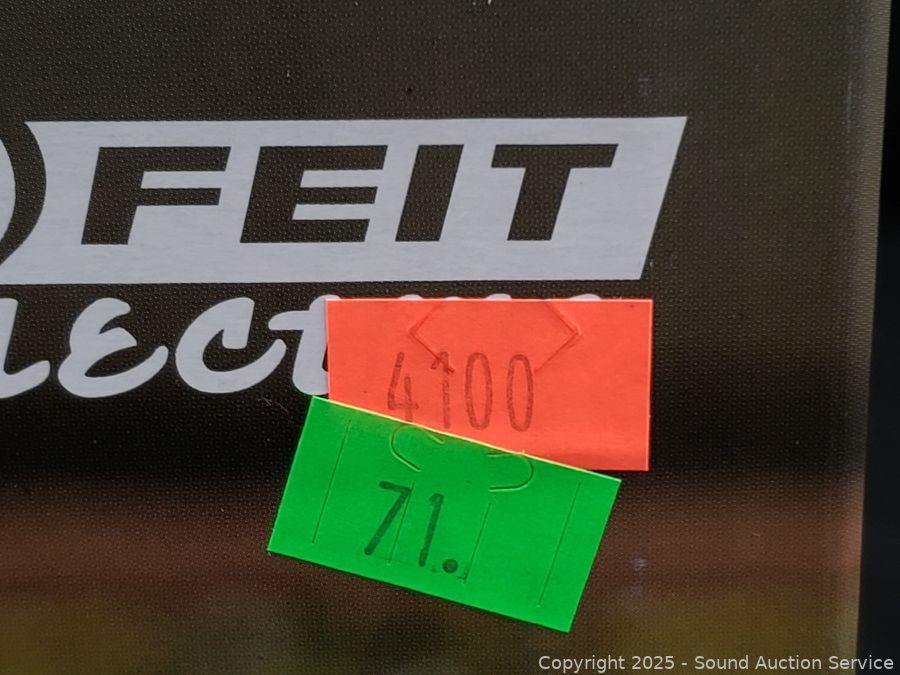 FEIT
4100
71.
Copyright 2025 - Sound Auction Service